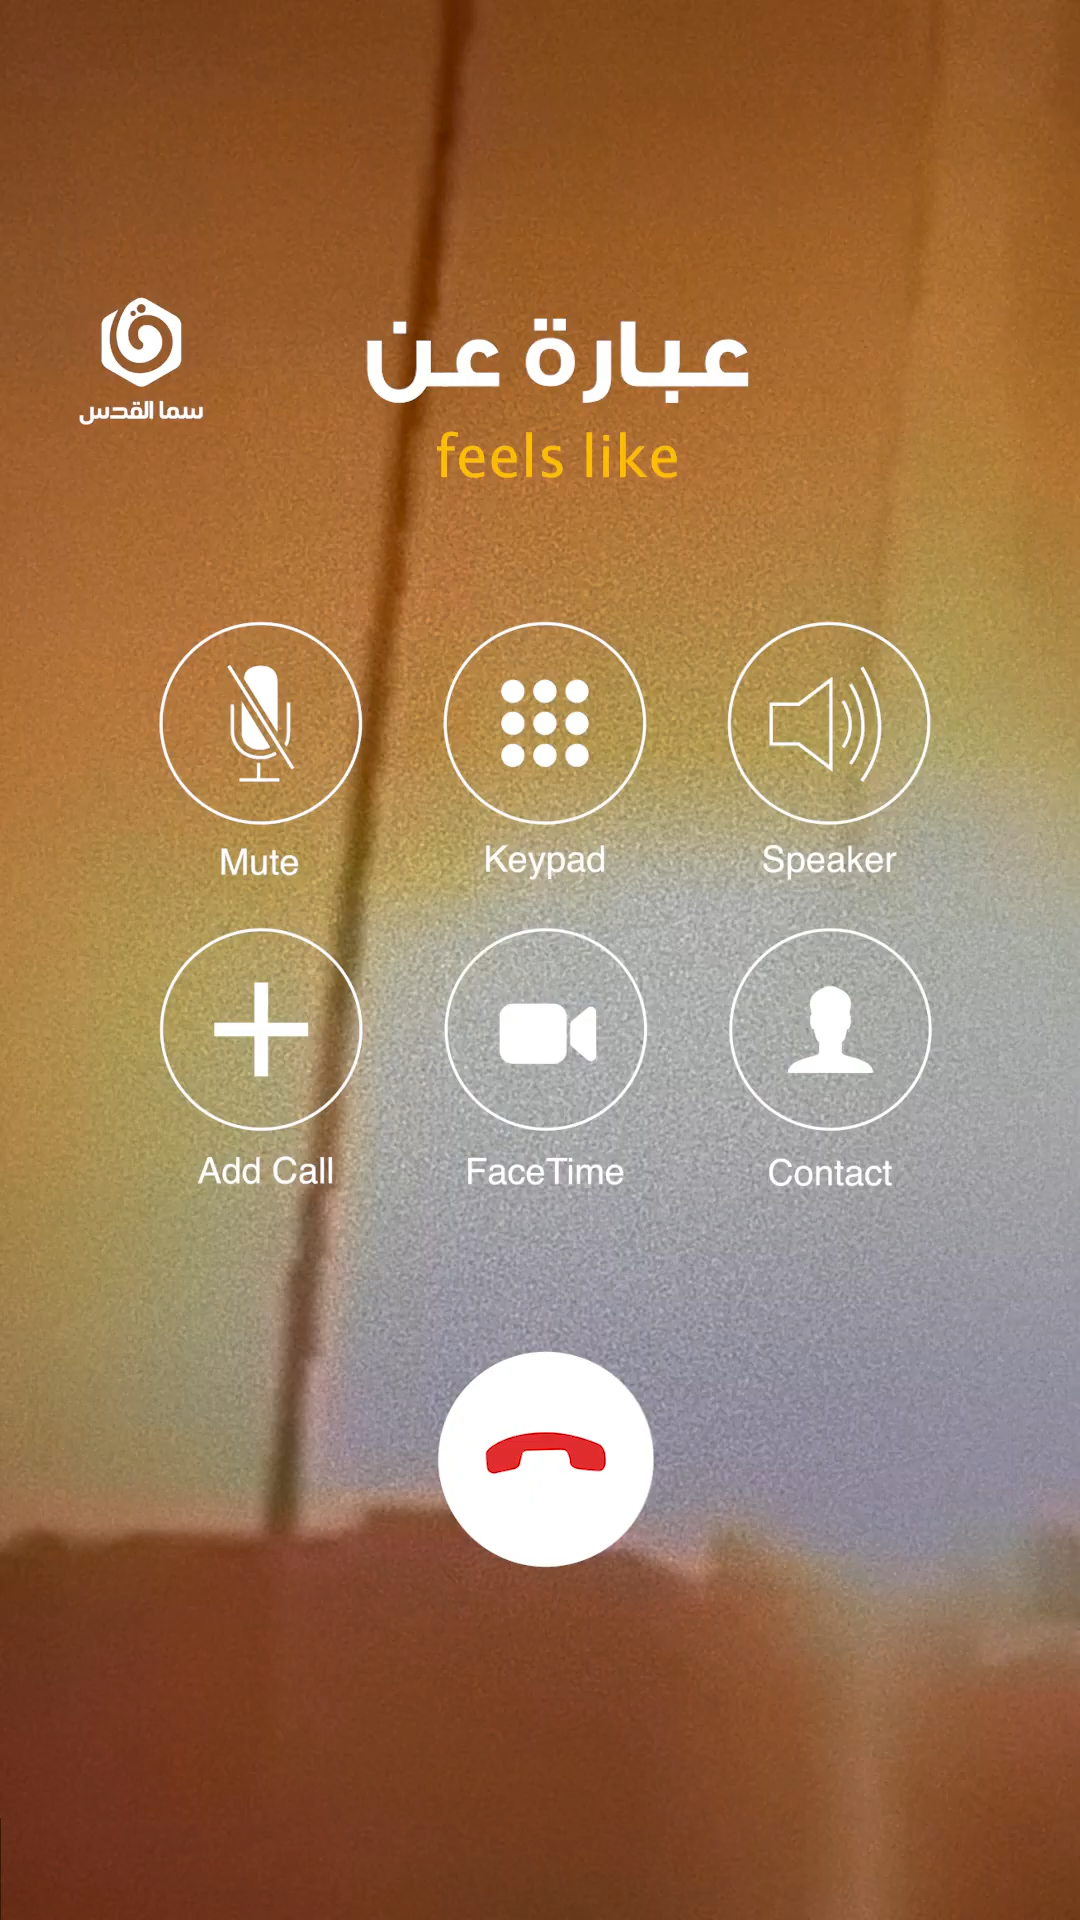 سما القدس
عبارة عن
feels like
Mute
Keypad
Speaker
Add Call
FaceTime
Contact